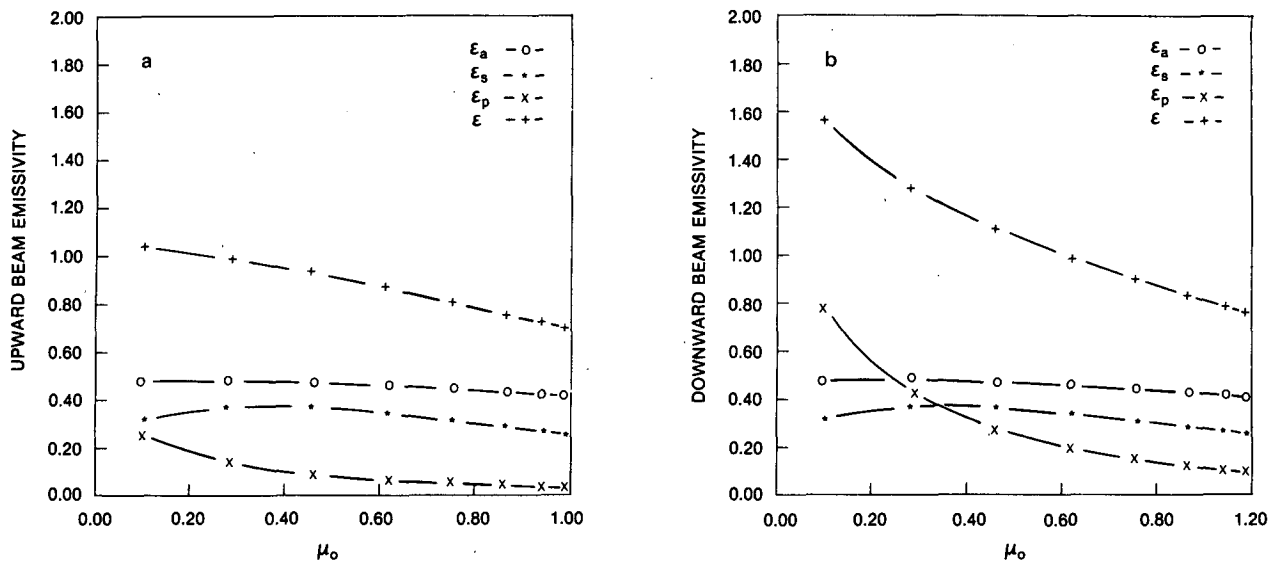 a
εa –o–
εs –*–
εp –x–
ε –+–
UPWARD BEAM EMISSIVITY
2.00
1.80
1.60
1.40
1.20
1.00
0.80
0.60
0.40
0.20
0.00
0.00 0.20 0.40 0.60 0.80 1.00
μo
b
εa –o–
εs –*–
εp –x–
ε –+–
DOWNWARD BEAM EMISSIVITY
2.00
1.80
1.60
1.40
1.20
1.00
0.80
0.60
0.40
0.20
0.00
0.00 0.20 0.40 0.60 0.80 1.20
μo